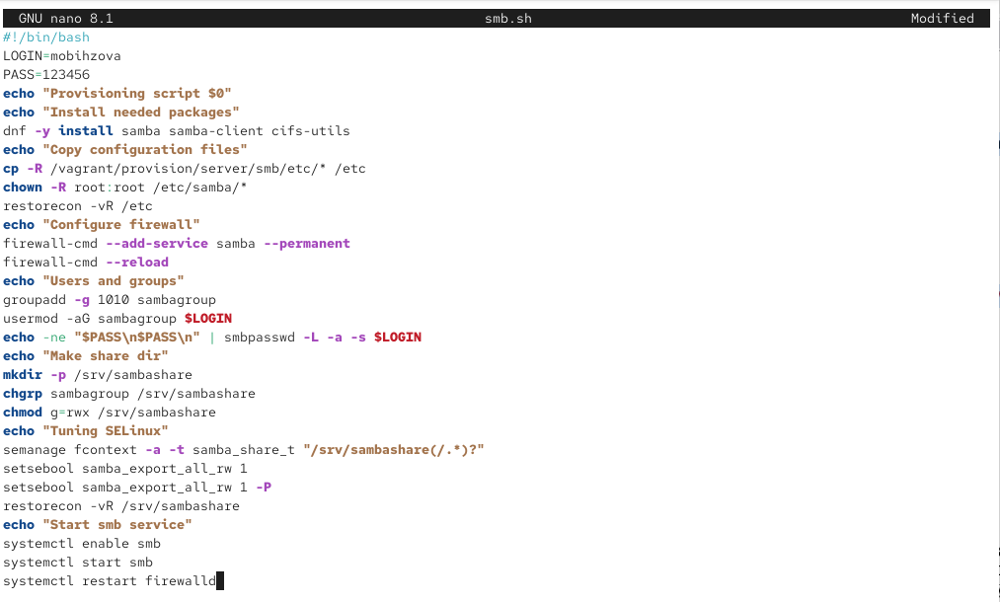 GNU nano 8.1 smb.sh Modified
#!/bin/bash
LOGIN=mobihzova
PASS=123456
echo "Provisioning script $0"
echo "Install needed packages"
dnf -y install samba samba-client cifs-utils
echo "Copy configuration files"
cp -R /vagrant/provision/server/smb/etc/* /etc
chown -R root:root /etc/samba/*
restorecon -vR /etc
echo "Configure firewall"
firewall-cmd --add-service samba --permanent
firewall-cmd --reload
echo "Users and groups"
groupadd -g 1010 sambagroup
usermod -aG sambagroup $LOGIN
echo -ne "$PASS\n$PASS\n" | smbpasswd -L -a -s $LOGIN
echo "Make share dir"
mkdir -p /srv/sambashare
chgrp sambagroup /srv/sambashare
chmod g=rwx /srv/sambashare
echo "Tuning SELinux"
semanage fcontext -a -t samba_share_t "/srv/sambashare(/.*)?"
setsebool samba_export_all_rw 1
setsebool samba_export_all_rw 1 -P
restorecon -vR /srv/sambashare
echo "Start smb service"
systemctl enable smb
systemctl start smb
systemctl restart firewalld